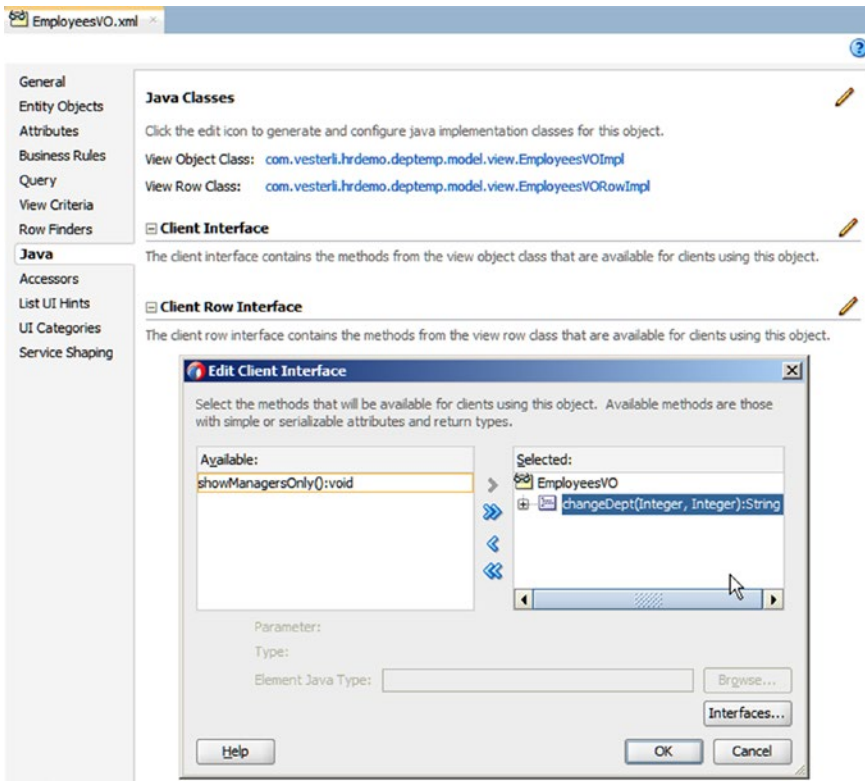 EmployeesVO.xml
General
Entity Objects
Attributes
Business Rules
Query
View Criteria
Row Finders
Java
Accessors
List UI Hints
UI Categories
Service Shaping
Java Classes
Click the edit icon to generate and configure java implementation classes for this object.
View Object Class: com.vesterli.hrdemo.deptemp.model.view.EmployeesVOImpl
View Row Class: com.vesterli.hrdemo.deptemp.model.view.EmployeesVORowImpl
Client Interface
The client interface contains the methods from the view object class that are available for clients using this object.
Client Row Interface
The client row interface contains the methods from the view row class that are available for clients using this object.
Edit Client Interface
Select the methods that will be available for clients using this object. Available methods are those
with simple or serializable attributes and return types.
Available:
showManagersOnly():void
Selected:
EmployeesVO
changeDept(Integer, Integer):String
Parameter:
Type:
Element Java Type:
Browse...
Interfaces...
Help
OK
Cancel